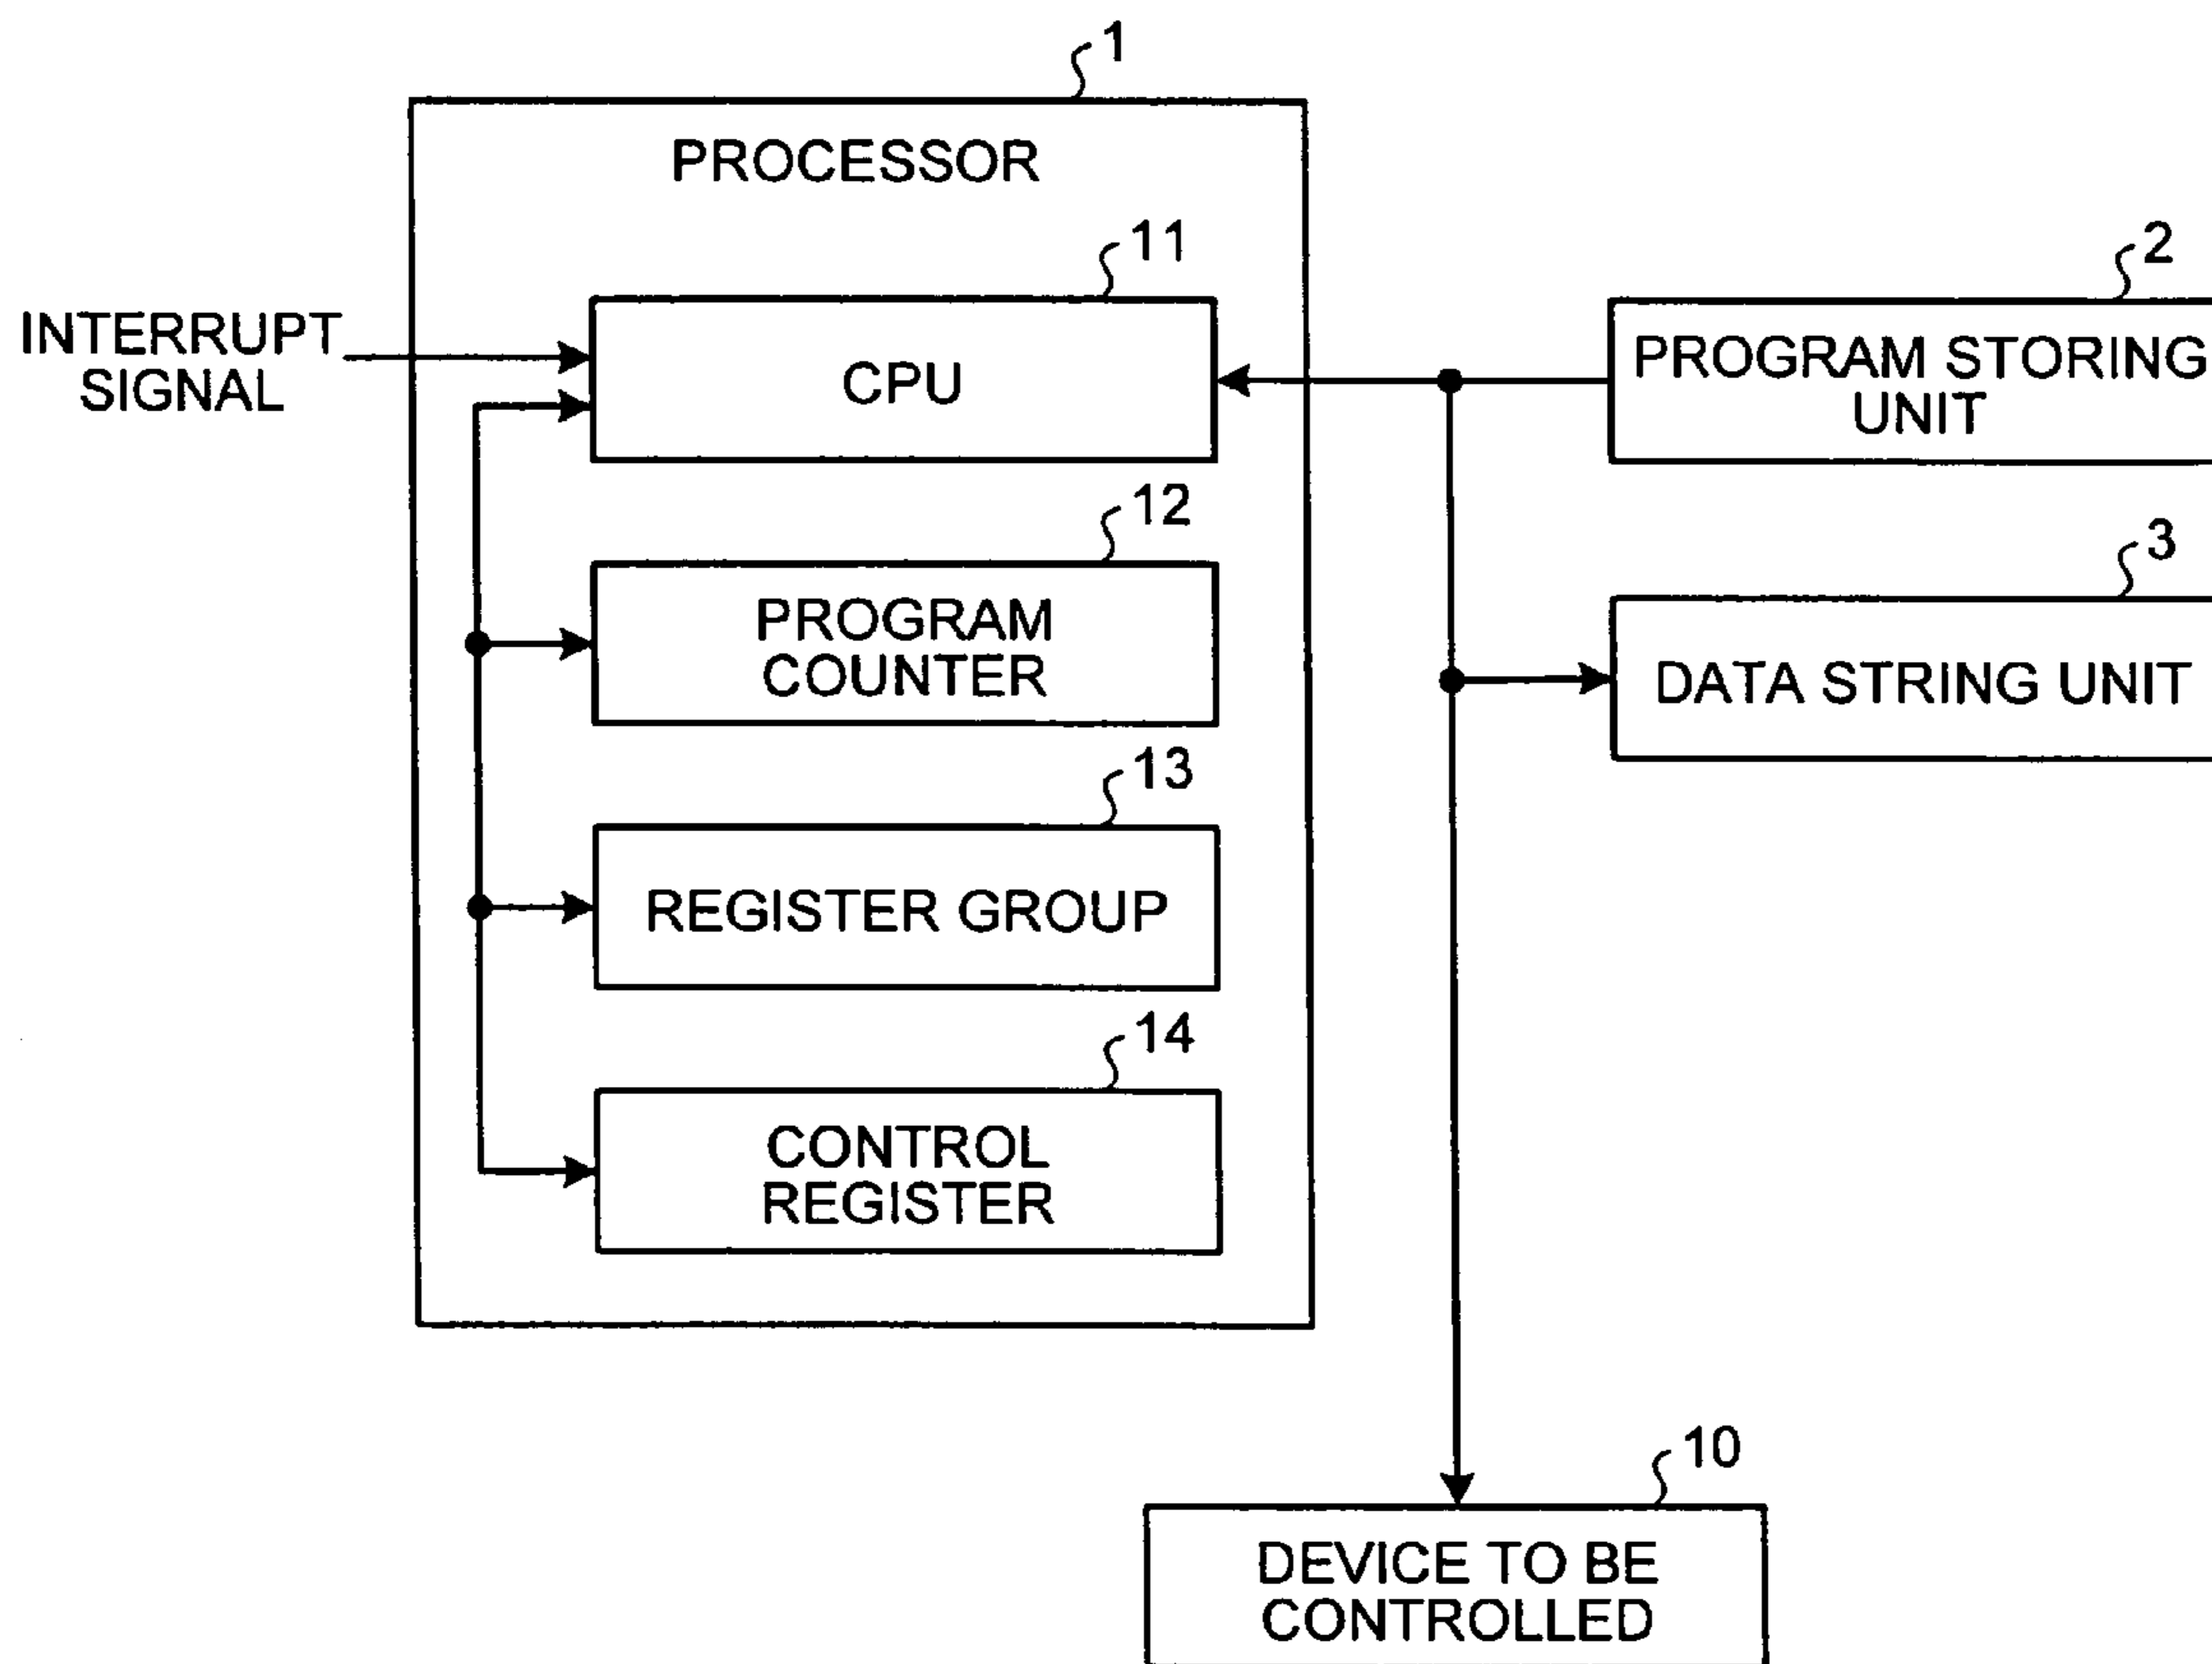 1
PROCESSOR
11
INTERRUPT
SIGNAL
CPU
2
PROGRAM STORING
UNIT
12
PROGRAM
COUNTER
3
DATA STRING UNIT
13
REGISTER GROUP
14
CONTROL
REGISTER
10
DEVICE TO BE
CONTROLLED